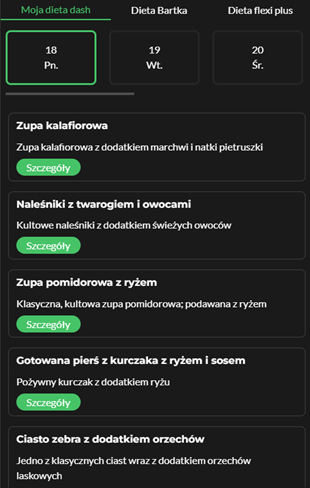 Moja dieta dash
Dieta Bartka
Dieta flexi plus
18
Pn.
19
Wt.
20
Śr.
Zupa kalafiorowa
Zupa kalafiorowa z dodatkiem marchwi i natki pietruszki
Szczegóły
Naleśniki z twarogiem i owocami
Kultowe naleśniki z dodatkiem świeżych owoców
Szczegóły
Zupa pomidorowa z ryżem
Klasyczna, kultowa zupa pomidorowa; podawana z ryżem
Szczegóły
Gotowana pierś z kurczaka z ryżem i sosem
Pożywny kurczak z dodatkiem ryżu
Szczegóły
Ciasto zebra z dodatkiem orzechów
Jedno z klasycznych ciast wraz z dodatkiem orzechów
laskowych